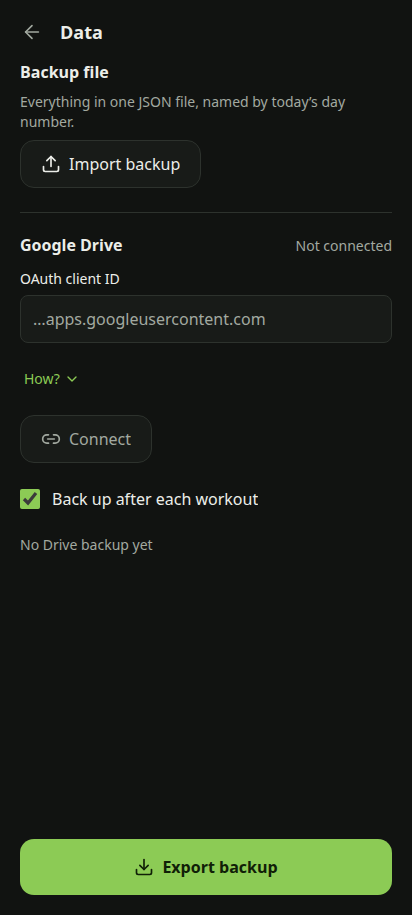 Data
Backup file
Everything in one JSON file, named by today’s day
number.
Import backup
Google Drive
Not connected
OAuth client ID
...apps.googleusercontent.com
How?
Connect
Back up after each workout
No Drive backup yet
Export backup